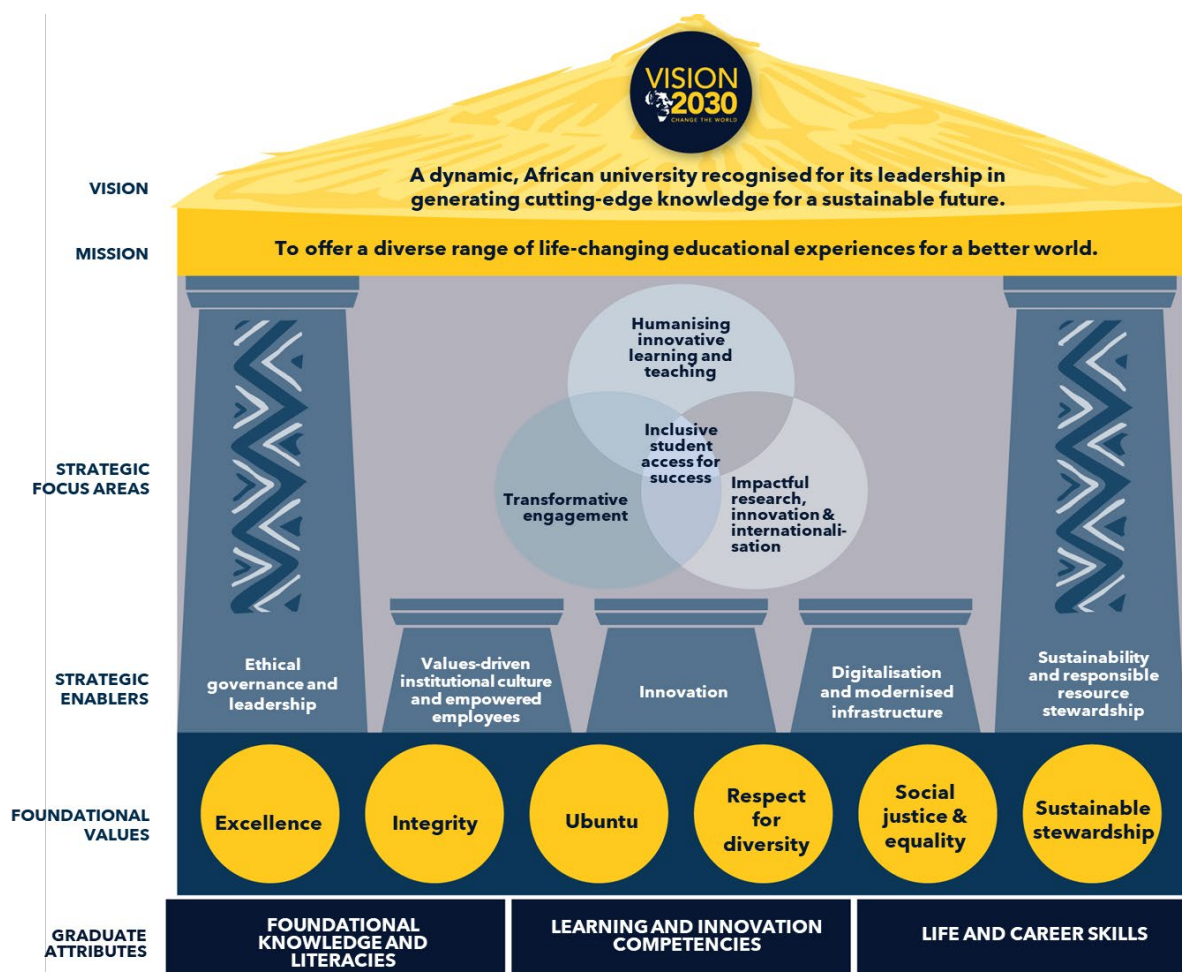 VISION
2030
CHANGE THE WORLD
VISION
A dynamic, African university recognised for its leadership in
generating cutting-edge knowledge for a sustainable future.
MISSION
To offer a diverse range of life-changing educational experiences for a better world.
STRATEGIC
FOCUS AREAS
Humanising
innovative
learning and
teaching
Inclusive
student
access for
success
Transformative
engagement
Impactful
research,
innovation &
internationali-
sation
STRATEGIC
ENABLERS
Ethical
governance and
leadership
Values-driven
institutional culture
and empowered
employees
Innovation
Digitalisation
and modernised
infrastructure
Sustainability
and responsible
resource
stewardship
FOUNDATIONAL
VALUES
Excellence
Integrity
Ubuntu
Respect
for
diversity
Social
justice &
equality
Sustainable
stewardship
GRADUATE
ATTRIBUTES
FOUNDATIONAL
KNOWLEDGE AND
LITERACIES
LEARNING AND INNOVATION
COMPETENCIES
LIFE AND CAREER SKILLS